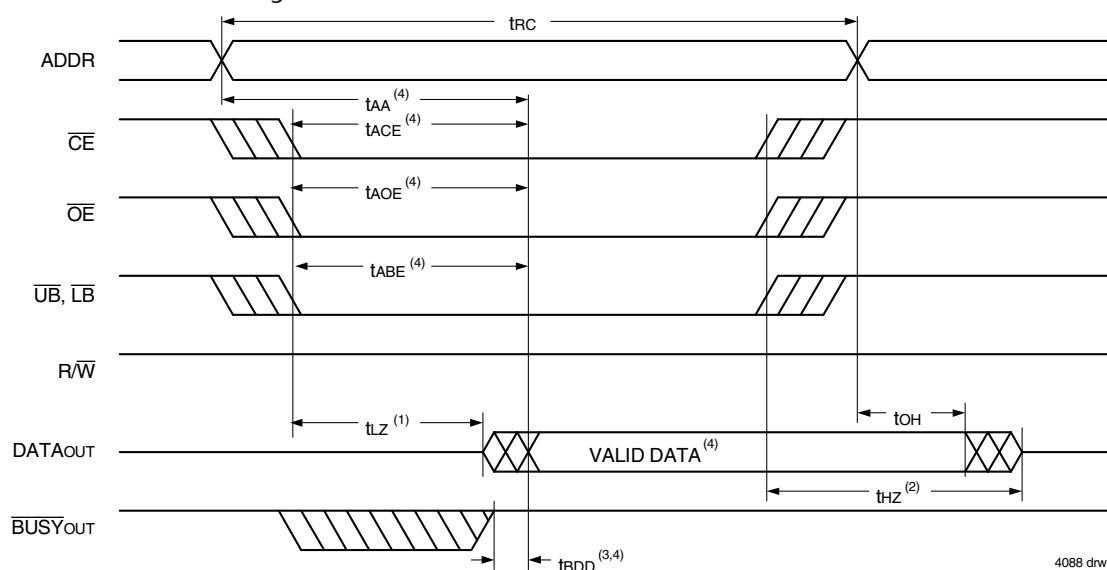 tRC
ADDR
tAA (4)
tACE (4)
CE
tAOE (4)
OE
tABE (4)
UB, LB
R/W
tLZ (1)
tOH
DATAOUT
VALID DATA(4)
tHZ (2)
BUSYOUT
tBDD (3,4)
4088 drw